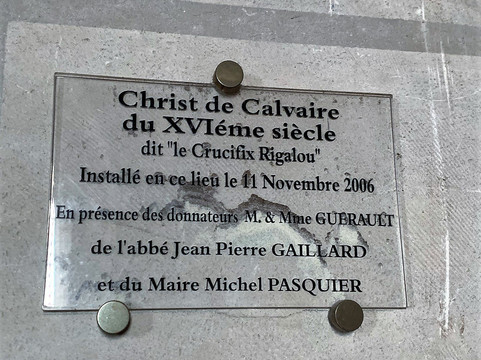 Christ de Calvaire
du XVIéme siècle
dit "le Crucifix Rigalou"
Installé en ce lieu le 11 Novembre 2006
En présence des donnateurs M. & Mme GUERAULT
de l'abbé Jean Pierre GAILLARD
et du Maire Michel PASQUIER